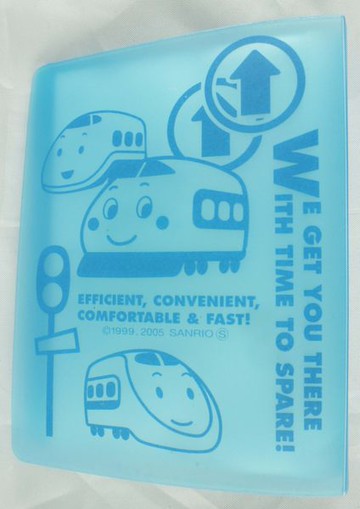 WE GET YOU THERE
WITH TIME TO SPARE!
EFFICIENT, CONVENIENT,
COMFORTABLE & FAST!
©1999, 2005 SANRIO Ⓢ